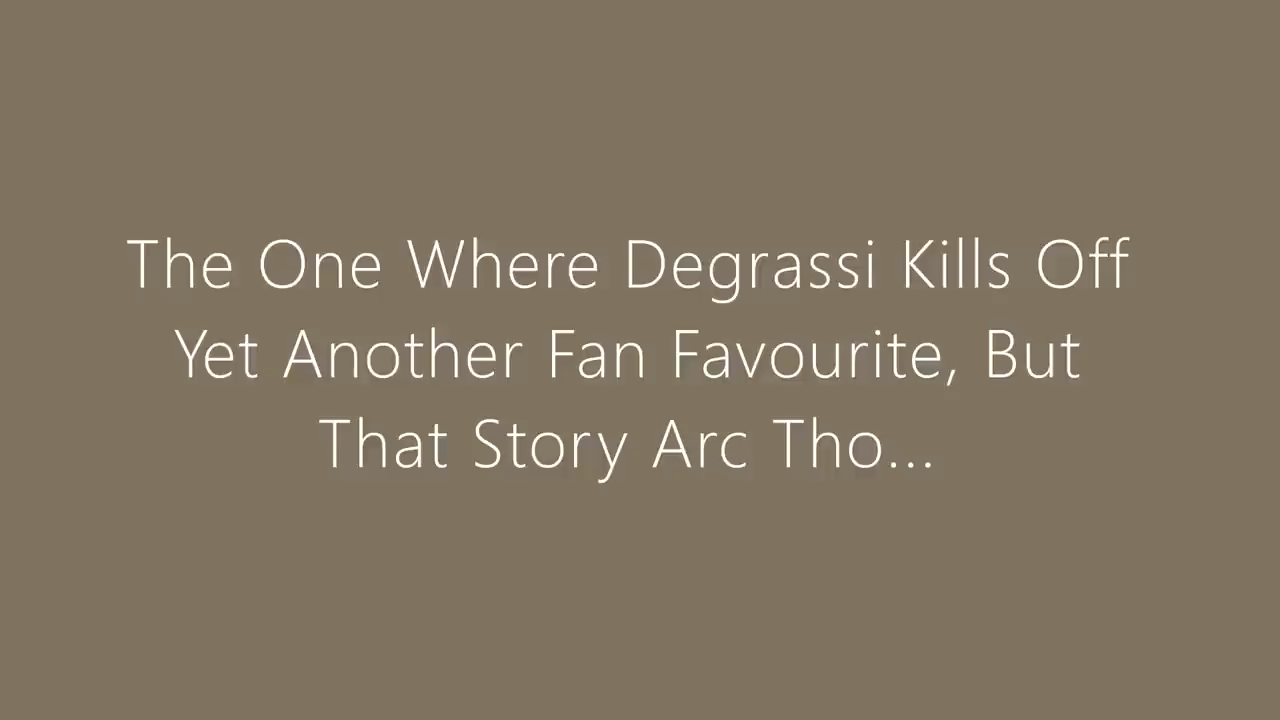 The One Where Degrassi Kills Off
Yet Another Fan Favourite, But
That Story Arc Tho...